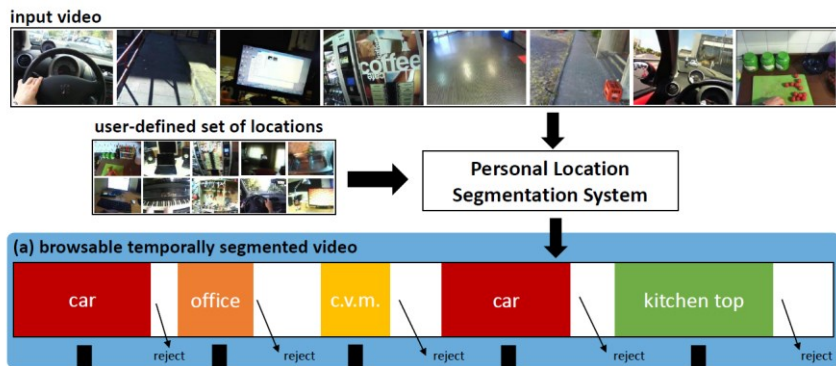 input video
coffee
user-defined set of locations
Personal Location
Segmentation System
(a) browsable temporally segmented video
car
office
c.v.m.
car
kitchen top
reject
reject
reject
reject
reject